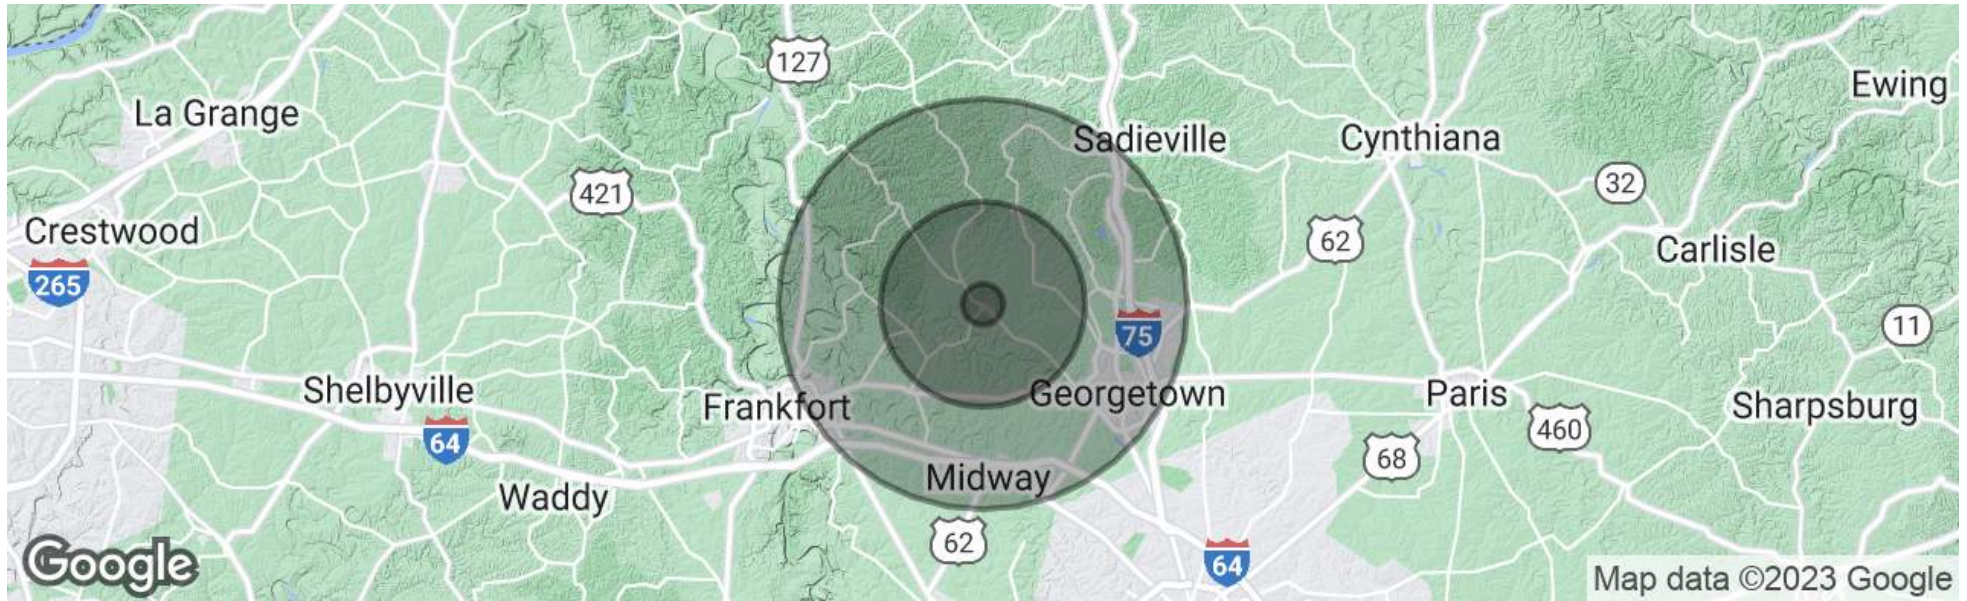 127
Ewing
La Grange
Sadieville
Cynthiana
32
421
Crestwood
62
Carlisle
265
11
75
Shelbyville
Georgetown
Paris
Frankfort
Sharpsburg
64
460
68
Midway
Waddy
62
Google
64
Map data ©2023 Google